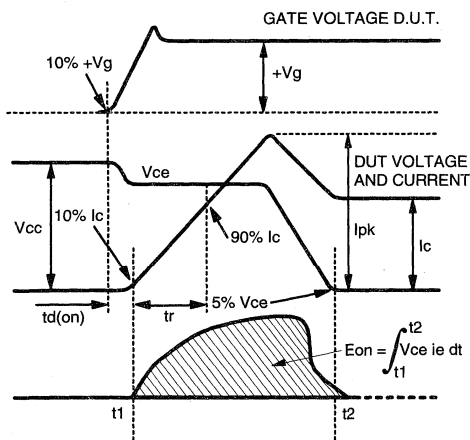 GATE VOLTAGE D.U.T.
10% +Vg
+Vg
Vce
DUT VOLTAGE
AND CURRENT
10% Ic
Vcc
90% Ic
Ipk
Ic
td(on)
tr
5% Vce
Eon = ∫ Vce ie dt
t2
t1
t1
t2